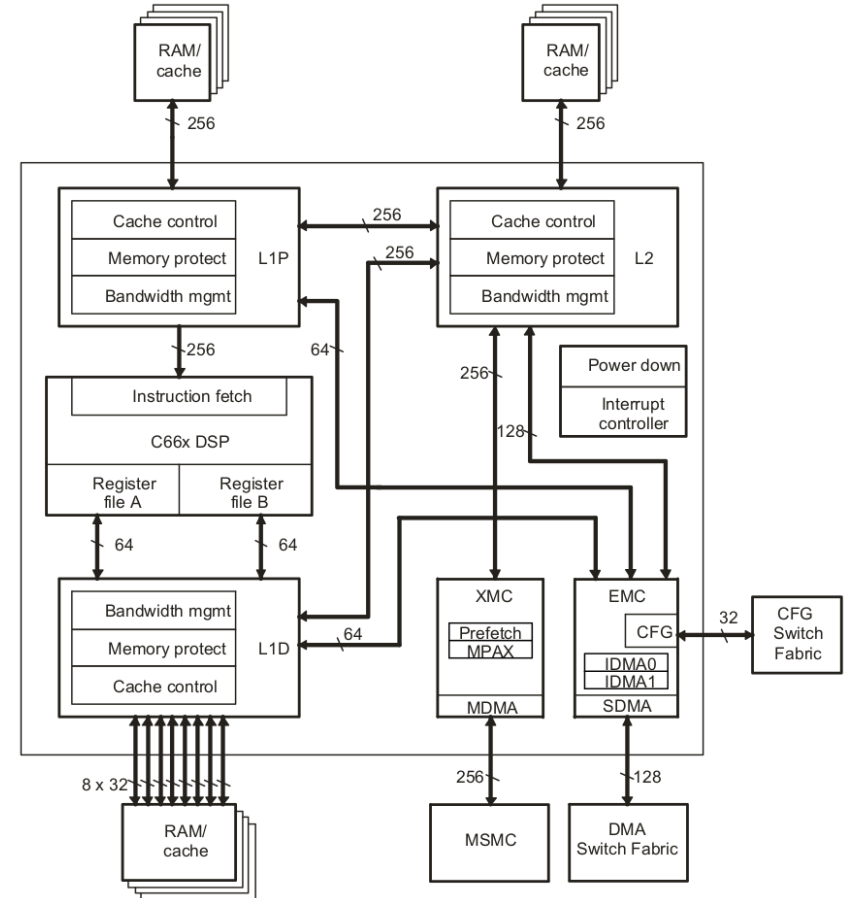 RAM/
cache
RAM/
cache
256
256
Cache control
Memory protect
Bandwidth mgmt
L1P
256
256
Cache control
Memory protect
Bandwidth mgmt
L2
256
64
256
128
Power down
Interrupt
controller
Instruction fetch
C66x DSP
Register
file A
Register
file B
64
64
Bandwidth mgmt
Memory protect
Cache control
L1D
64
XMC
Prefetch
MPAX
MDMA
EMC
CFG
IDMA0
IDMA1
SDMA
32
CFG
Switch
Fabric
8 x 32
256
128
RAM/
cache
MSMC
DMA
Switch Fabric